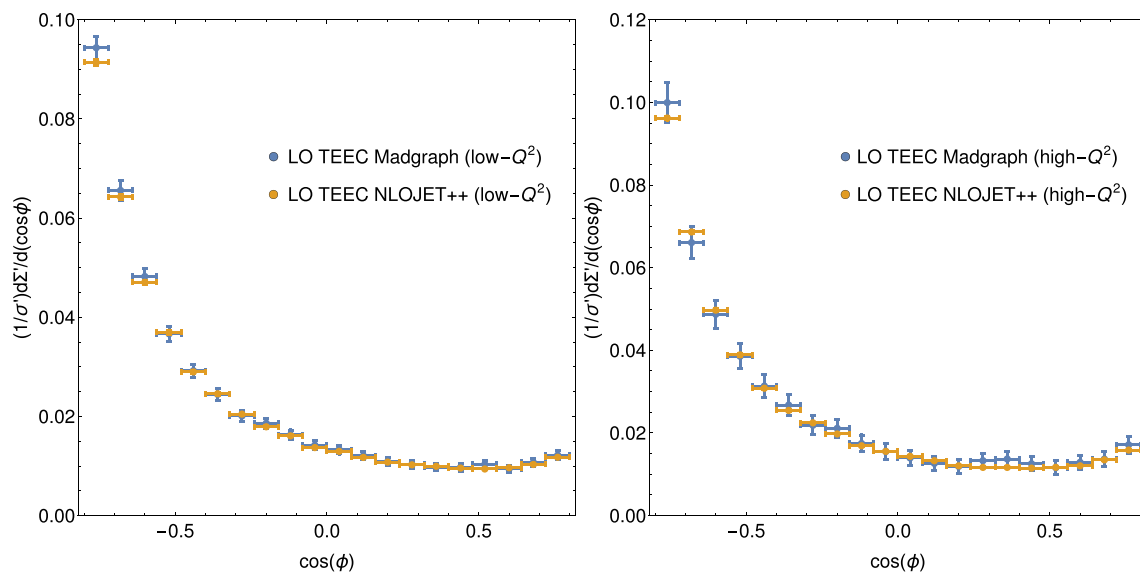 0.10
0.08
0.06
0.04
0.02
0.00
−0.5
0.0
0.5
cos(ϕ)
(1/σ')dΣ'/d(cosϕ)
LO TEEC Madgraph (low−Q²)
LO TEEC NLOJET++ (low−Q²)
0.12
0.10
0.08
0.06
0.04
0.02
0.00
−0.5
0.0
0.5
cos(ϕ)
(1/σ')dΣ'/d(cosϕ)
LO TEEC Madgraph (high−Q²)
LO TEEC NLOJET++ (high−Q²)